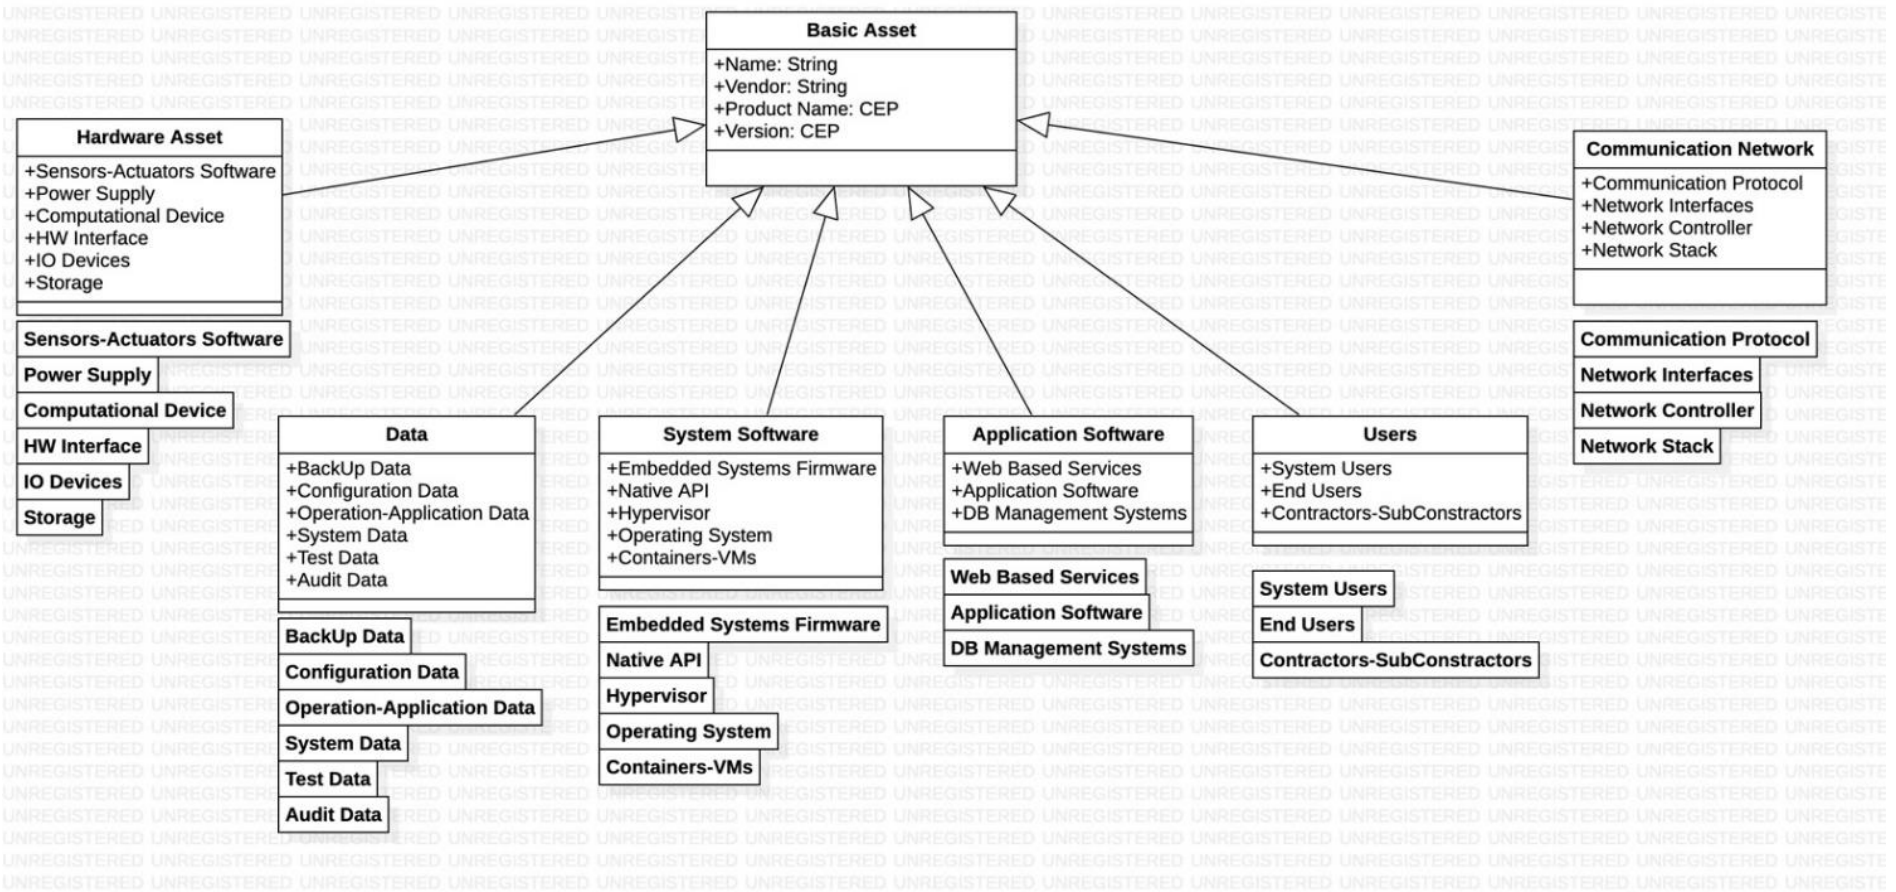 Basic Asset
+Name: String
+Vendor: String
+Product Name: CEP
+Version: CEP
Hardware Asset
+Sensors-Actuators Software
+Power Supply
+Computational Device
+HW Interface
+IO Devices
+Storage
Sensors-Actuators Software
Power Supply
Computational Device
HW Interface
IO Devices
Storage
Data
+BackUp Data
+Configuration Data
+Operation-Application Data
+System Data
+Test Data
+Audit Data
BackUp Data
Configuration Data
Operation-Application Data
System Data
Test Data
Audit Data
System Software
+Embedded Systems Firmware
+Native API
+Hypervisor
+Operating System
+Containers-VMs
Embedded Systems Firmware
Native API
Hypervisor
Operating System
Containers-VMs
Application Software
+Web Based Services
+Application Software
+DB Management Systems
Web Based Services
Application Software
DB Management Systems
Users
+System Users
+End Users
+Contractors-SubConstractors
System Users
End Users
Contractors-SubConstractors
Communication Network
+Communication Protocol
+Network Interfaces
+Network Controller
+Network Stack
Communication Protocol
Network Interfaces
Network Controller
Network Stack
UNREGISTERED